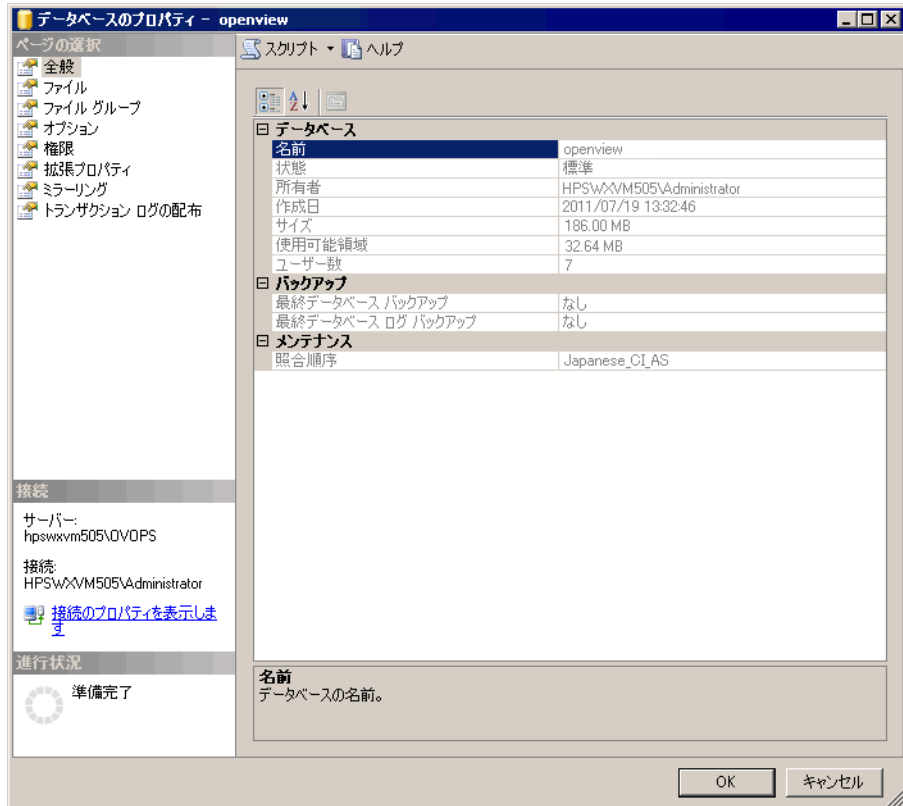 データベースのプロパティ - openview
ページの選択
全般
ファイル
ファイル グループ
オプション
権限
拡張プロパティ
ミラーリング
トランザクション ログの配布
スクリプト
ヘルプ
データベース
名前 openview
状態 標準
所有者 HPSWXVM505\Administrator
作成日 2011/07/19 13:32:46
サイズ 186.00 MB
使用可能領域 32.64 MB
ユーザー数 7
バックアップ
最終データベース バックアップ なし
最終データベース ログ バックアップ なし
メンテナンス
照合順序 Japanese_CI_AS
接続
サーバー:
hpswxvm505\OVOPS
接続:
HPSWXVM505\Administrator
接続のプロパティを表示しま
す
進行状況
準備完了
名前
データベースの名前。
OK
キャンセル